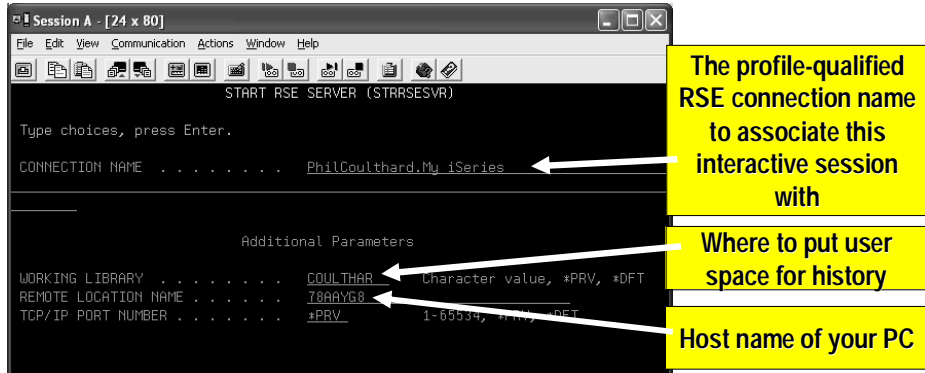 Session A - [24 x 80]
File Edit View Communication Actions Window Help
START RSE SERVER (STRRSESVR)
Type choices, press Enter.
CONNECTION NAME . . . . . . . . PhilCoulthard.My iSeries
Additional Parameters
WORKING LIBRARY . . . . . . . . COULTHAR Character value, *PRV, *DFT
REMOTE LOCATION NAME . . . . . . 78AAYG8
TCP/IP PORT NUMBER . . . . . . . *PRV 1-65534, *PRV, *DFT
The profile-qualified
RSE connection name
to associate this
interactive session
with
Where to put user
space for history
Host name of your PC